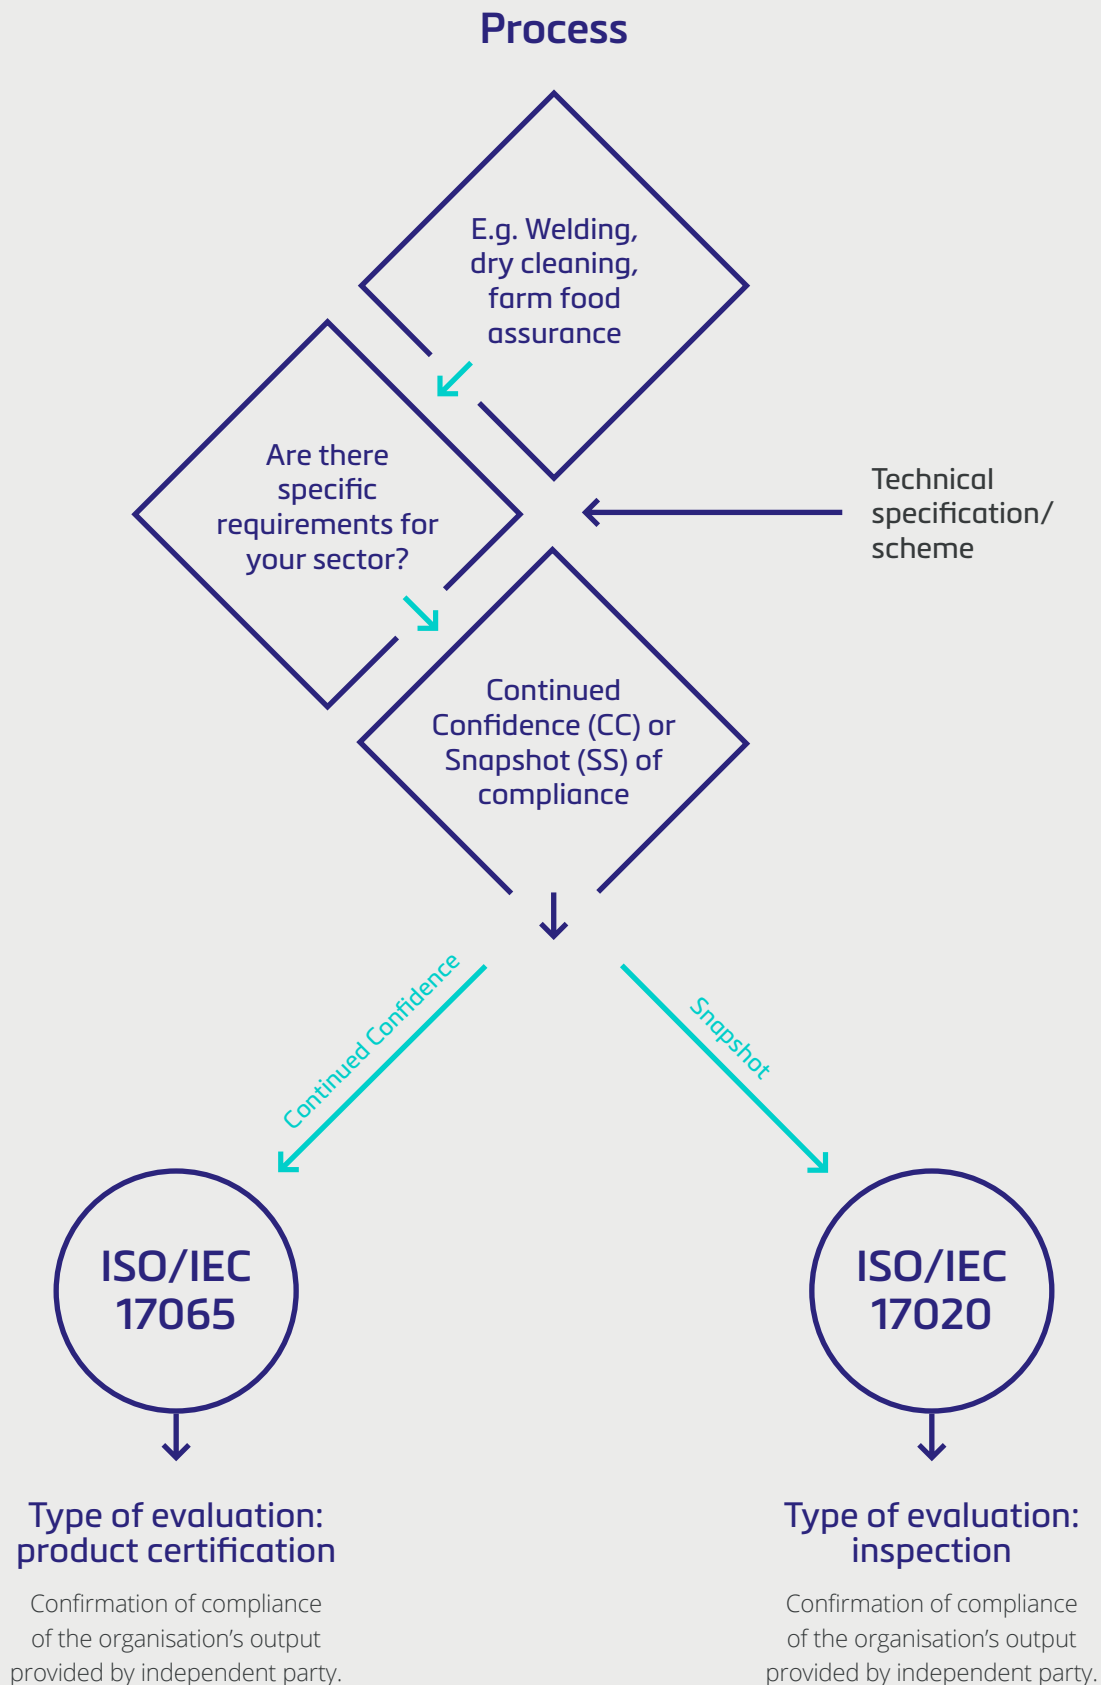 Process
E.g. Welding,
dry cleaning,
farm food
assurance
Are there
specific
requirements for
your sector?
Technical
specification/
scheme
Continued
Confidence (CC) or
Snapshot (SS) of
compliance
Continued Confidence
Snapshot
ISO/IEC
17065
ISO/IEC
17020
Type of evaluation:
product certification
Confirmation of compliance
of the organisation’s output
provided by independent party.
Type of evaluation:
inspection
Confirmation of compliance
of the organisation’s output
provided by independent party.